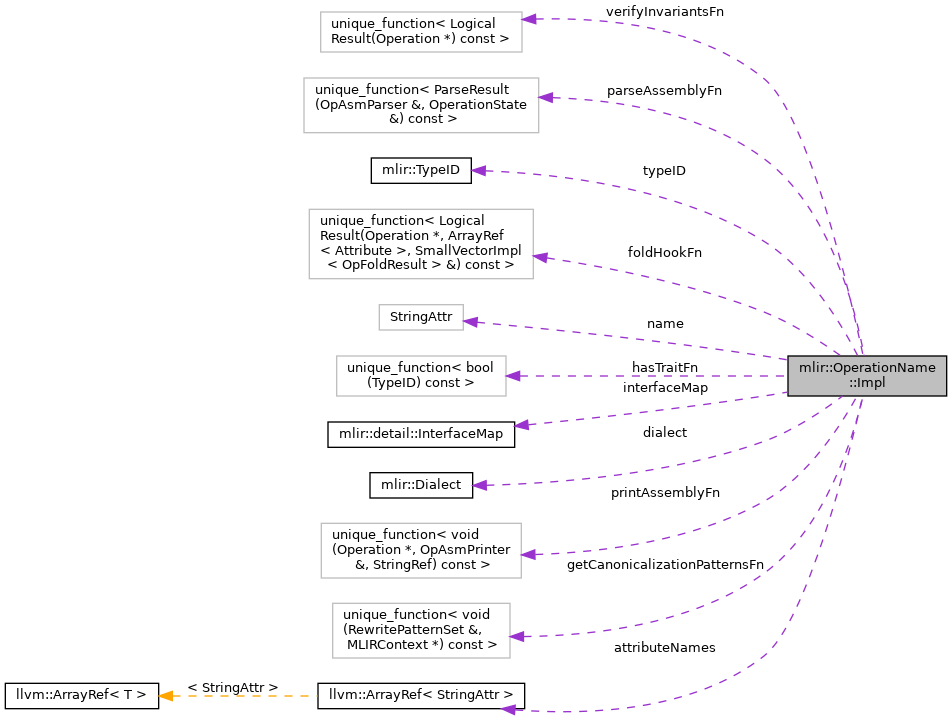 verifyInvariantsFn
unique_function< Logical
Result(Operation *) const >
parseAssemblyFn
unique_function< ParseResult
(OpAsmParser &, OperationState
&) const >
typeID
mlir::TypeID
unique_function< Logical
Result(Operation *, ArrayRef
< Attribute >, SmallVectorImpl
< OpFoldResult > &) const >
foldHookFn
StringAttr
name
unique_function< bool
(TypeID) const >
hasTraitFn
mlir::OperationName
::Impl
interfaceMap
mlir::detail::InterfaceMap
dialect
mlir::Dialect
printAssemblyFn
unique_function< void
(Operation *, OpAsmPrinter
&, StringRef) const >
getCanonicalizationPatternsFn
unique_function< void
(RewritePatternSet &,
MLIRContext *) const >
attributeNames
llvm::ArrayRef< T >
< StringAttr >
llvm::ArrayRef< StringAttr >